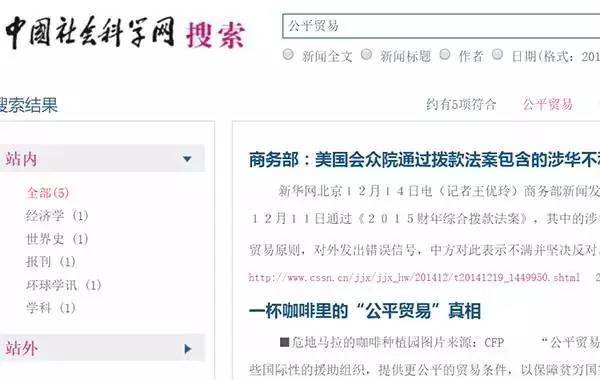 中国社会科学网 搜索
公平贸易
新闻全文 新闻标题 作者 日期(格式：201
搜索结果
约有5项符合 公平贸易
站内
全部(5)
经济学 (1)
世界史 (1)
报刊 (1)
环球学讯 (1)
学科 (1)
站外
商务部：美国会众院通过拨款法案包含的涉华不
新华网北京１２月１４日电（记者王优玲）商务部新闻发
１２月１１日通过《２０１５财年综合拨款法案》，其中的涉
贸易原则，对外发出错误信号，中方对此表示不满并坚决反对。
http://www.cssn.cn/jjx/jjx_hw/201412/t20141219_1449950.shtml 2
一杯咖啡里的“公平贸易”真相
■危地马拉的咖啡种植园图片来源：CFP “公平贸
些国际性的援助组织，提供更公平的贸易条件，以保障贫穷国